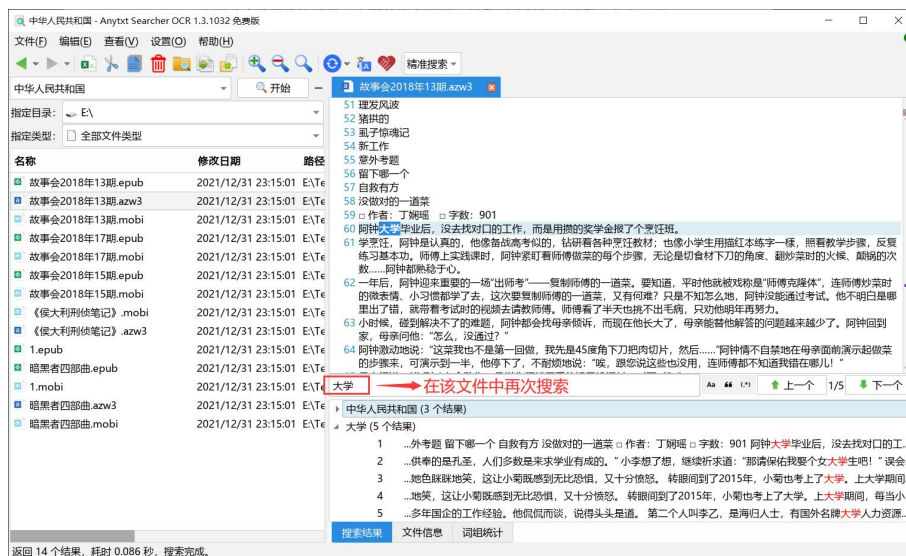 中华人民共和国 - Anytxt Searcher OCR 1.3.1032 免费版
文件(F) 编辑(E) 查看(V) 设置(O) 帮助(H)
精准搜索
中华人民共和国 开始
指定目录: E:\
指定类型: 全部文件类型
名称 修改日期 路径
故事会2018年13期.epub 2021/12/31 23:15:01 E:\Te
故事会2018年13期.azw3 2021/12/31 23:15:01 E:\Te
故事会2018年13期.mobi 2021/12/31 23:15:01 E:\Te
故事会2018年17期.epub 2021/12/31 23:15:01 E:\Te
故事会2018年17期.mobi 2021/12/31 23:15:01 E:\Te
故事会2018年15期.epub 2021/12/31 23:15:01 E:\Te
故事会2018年15期.mobi 2021/12/31 23:15:01 E:\Te
《侯大利刑侦笔记》.mobi 2021/12/31 23:15:01 E:\Te
《侯大利刑侦笔记》.azw3 2021/12/31 23:15:01 E:\Te
1.epub 2021/12/31 23:15:01 E:\Te
暗黑者四部曲.epub 2021/12/31 23:15:01 E:\Te
1.mobi 2021/12/31 23:15:01 E:\Te
暗黑者四部曲.azw3 2021/12/31 23:15:01 E:\Te
暗黑者四部曲.mobi 2021/12/31 23:15:01 E:\Te
故事会2018年13期.azw3
51 理发风波
52 猪拱的
53 虱子惊魂记
54 新工作
55 意外考题
56 留下哪一个
57 自救有方
58 没做对的一道菜
59 □ 作者：丁娴瑶 □ 字数：901
60 阿钟大学毕业后，没去找对口的工作，而是用攒的奖学金报了个烹饪班。
61 学烹饪，阿钟是认真的，他像备战高考似的，钻研着各种烹饪教材；也像小学生用描红本练字一样，照着教学步骤，反复
练习基本功。师傅上实践课时，阿钟紧盯着师傅做菜的每个步骤，无论是切食材下刀的角度、翻炒菜时的火候、颠锅的次
数……阿钟都熟稔于心。
62 一年后，阿钟迎来重要的一场“出师考”——复制师傅的一道菜。要知道，平时他就被戏称是“师傅克隆体”，连师傅炒菜时
的微表情、小习惯都学了去，这次要复制师傅的一道菜，又有何难？只是不知怎么地，阿钟没能通过考试。他不明白是哪
里出了错，就带着考试时的视频去请教师傅。师傅看了半天也挑不出毛病，只劝他明年再努力。
63 小时候，碰到解决不了的难题，阿钟都会找母亲倾诉，而现在他长大了，母亲能替他解答的问题越来越少了。阿钟回到
家，母亲问他：“怎么，没通过？”
64 阿钟激动地说：“这菜我也不是第一回做，我先是45度角下刀把肉切片，然后……”阿钟情不自禁地在母亲面前演示起做菜
的步骤来，可演示到一半，他停下了，不耐烦地说：“唉，跟您说这些也没用，连师傅都不知道我错在哪儿！”
大学 在该文件中再次搜索 Aa 上一个 1/5 下一个
中华人民共和国 (3 个结果)
大学 (5 个结果)
1 ...外考题 留下哪一个 自救有方 没做对的一道菜 □ 作者：丁娴瑶 □ 字数：901 阿钟大学毕业后，没去找对口的工...
2 ...供奉的是孔圣，人们多数是来求学业有成的。”小李想了想，继续祈求道：“那请保佑我娶个女大学生吧！”误会...
3 ...她色眯眯地笑，这让小菊既感到无比恐惧，又十分愤怒。 转眼间到了2015年，小菊也考上了大学。上大学期间...
4 ...地笑，这让小菊既感到无比恐惧，又十分愤怒。 转眼间到了2015年，小菊也考上了大学。上大学期间，每当小...
5 ...多年国企的工作经验。他侃侃而谈，说得头头是道。 第二个人叫李乙，是海归人士，有国外名牌大学人力资源...
搜索结果 文件信息 词组统计
返回 14 个结果，耗时 0.086 秒，搜索完成。